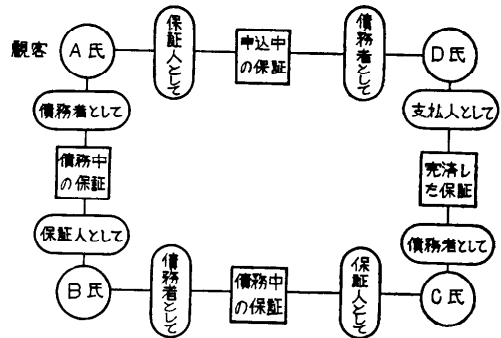 観客
A氏
保証人として
申込中
の保証
債務者として
D氏
債務者として
支払人として
債務中
の保証
完済し
た保証
保証人として
債務者として
B氏
債務者として
債務中
の保証
保証人として
C氏